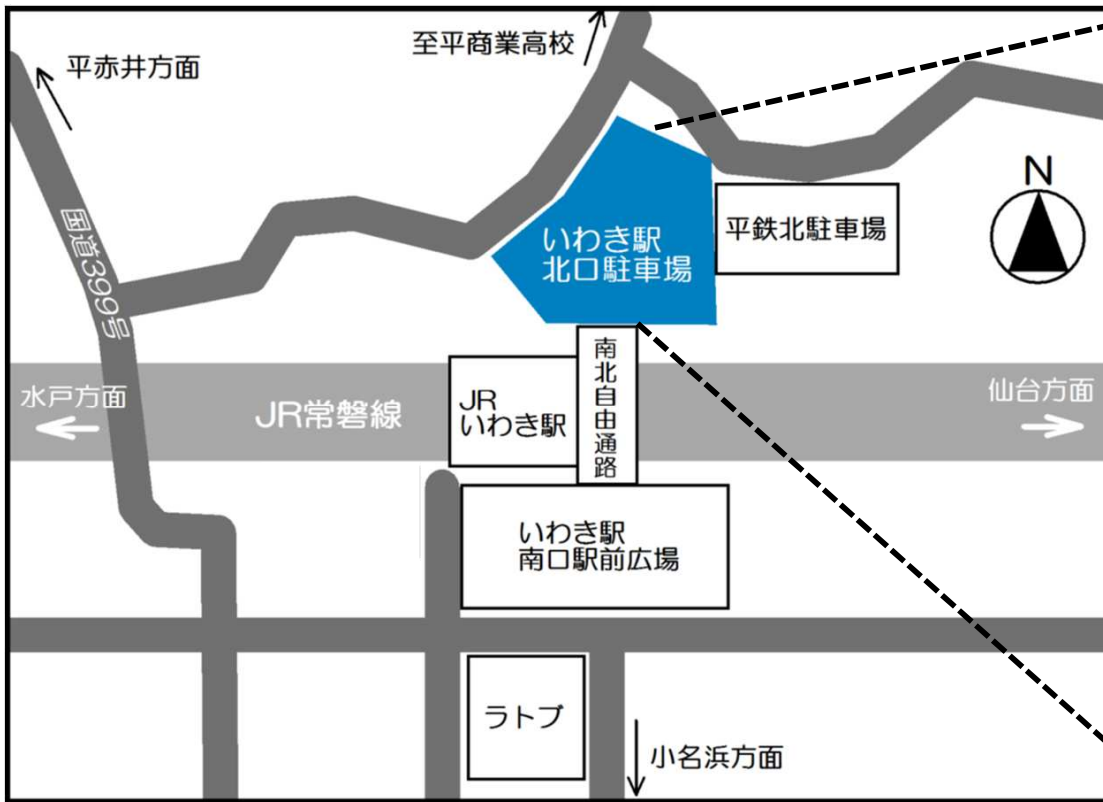 至平商業高校
平赤井方面
N
国道399号
いわき駅
北口駐車場
平鉄北駐車場
南北自由通路
水戸方面
JR常磐線
JR
いわき駅
仙台方面
いわき駅
南口駅前広場
ラトブ
小名浜方面